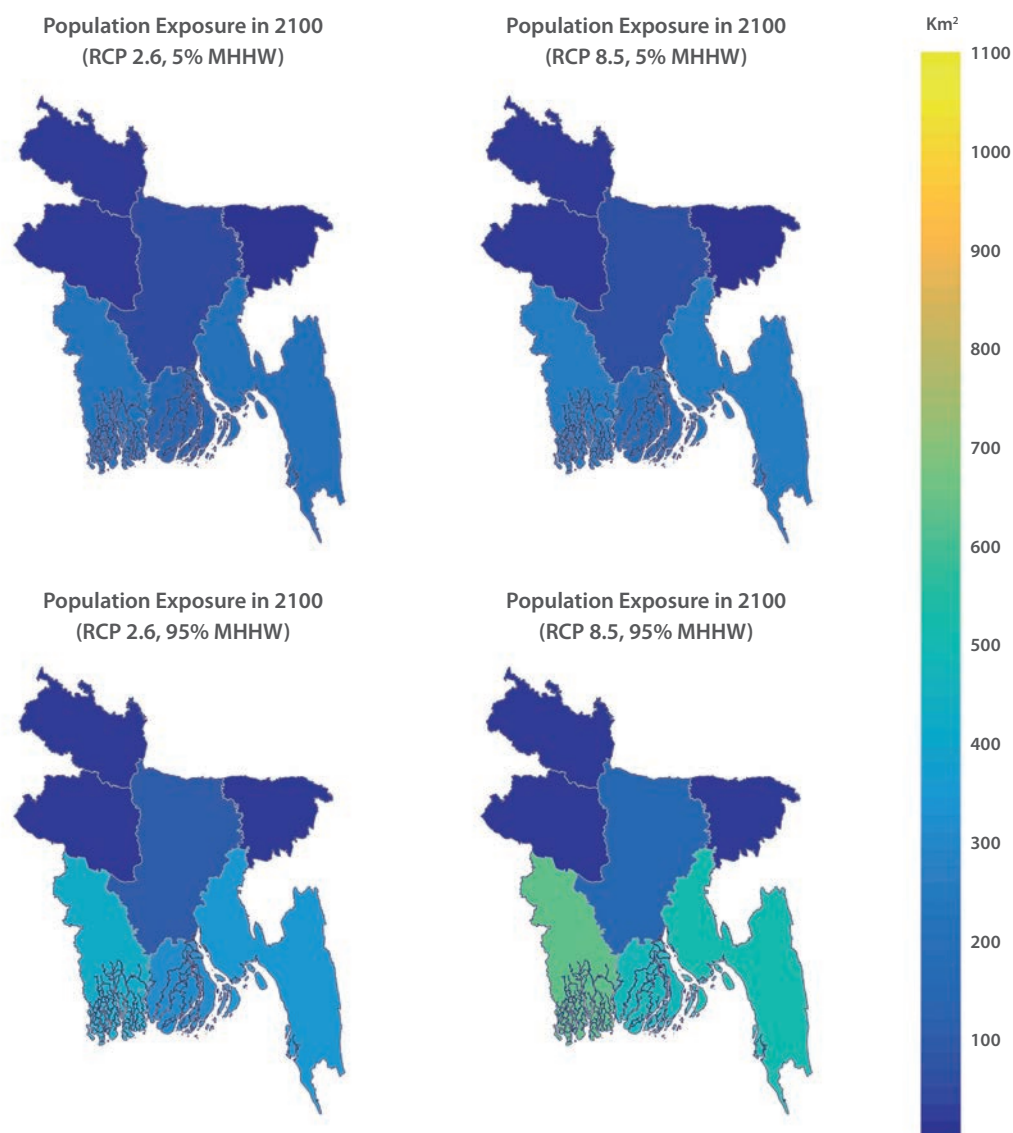 Population Exposure in 2100
(RCP 2.6, 5% MHHW)
Population Exposure in 2100
(RCP 8.5, 5% MHHW)
Km²
1100
1000
900
800
700
600
500
400
300
200
100
Population Exposure in 2100
(RCP 2.6, 95% MHHW)
Population Exposure in 2100
(RCP 8.5, 95% MHHW)